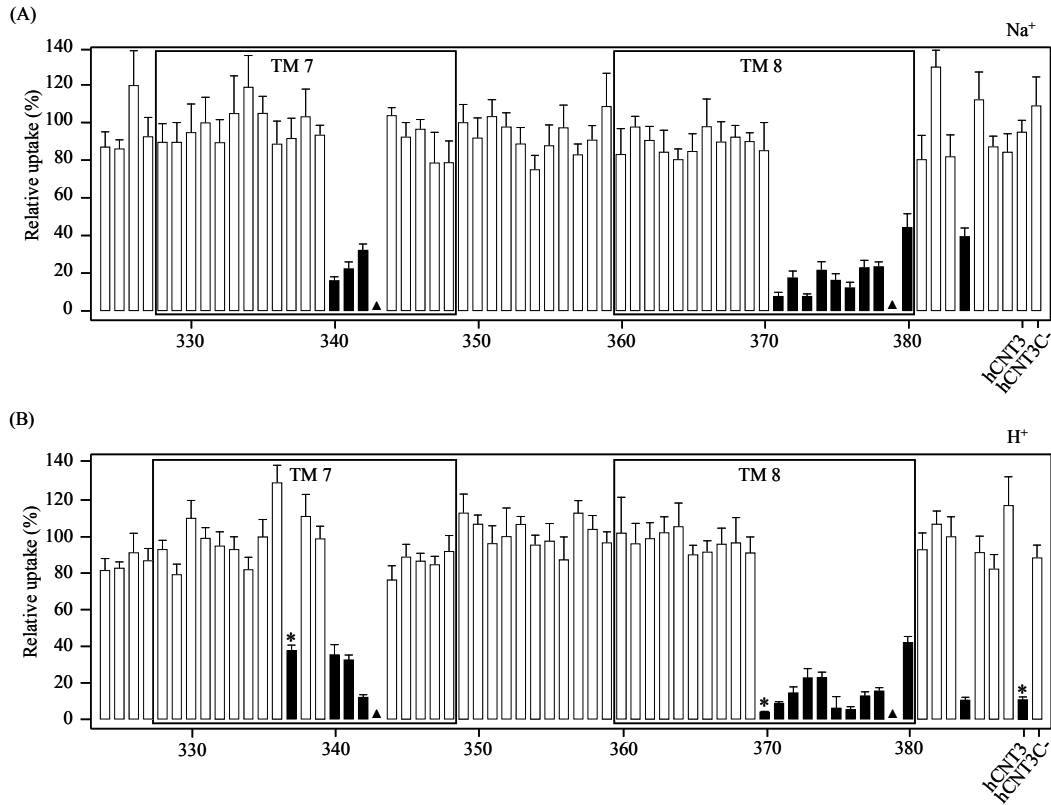 (A)
Na⁺
TM 7
TM 8
Relative uptake (%)
140
120
100
80
60
40
20
0
▲
▲
330
340
350
360
370
380
hCNT3
hCNT3C-
(B)
H⁺
TM 7
TM 8
Relative uptake (%)
140
120
100
80
60
40
20
0
*
▲
*
▲
*
330
340
350
360
370
380
hCNT3
hCNT3C-